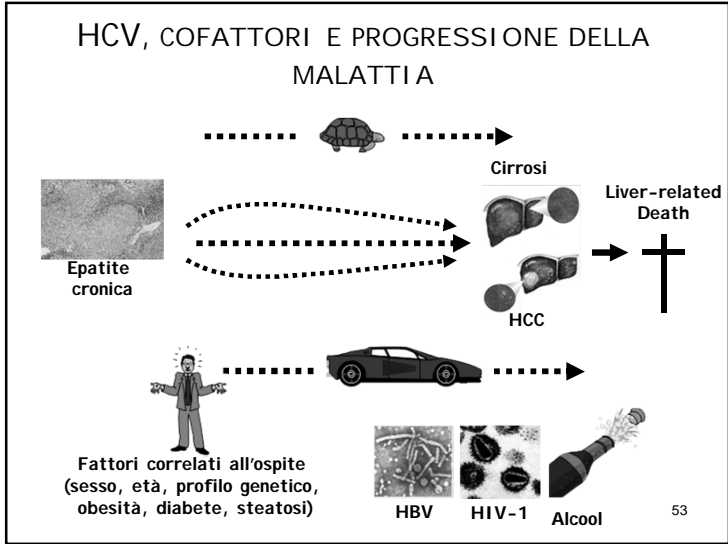 HCV, COFATTORI E PROGRESSIONE DELLA
MALATTIA
Cirrosi
Liver-related
Death
Epatite
cronica
HCC
Fattori correlati all'ospite
(sesso, età, profilo genetico,
obesità, diabete, steatosi)
HBV
HIV-1
Alcool
53